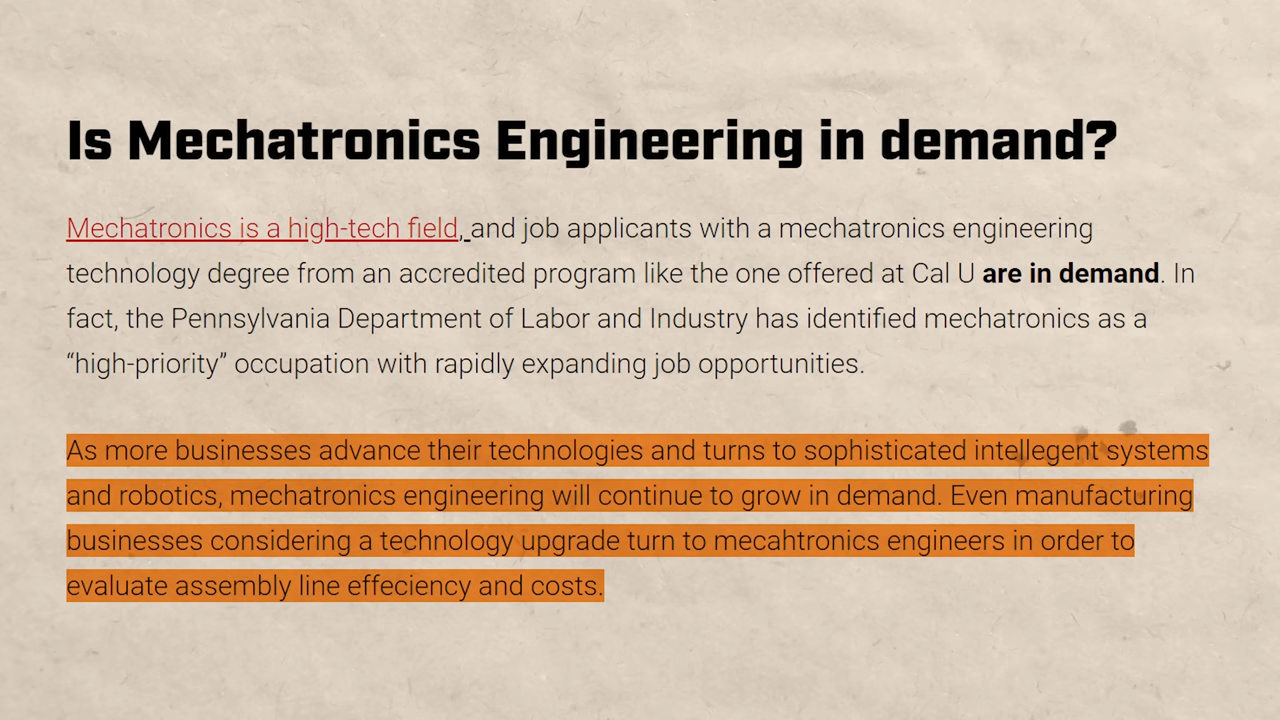 Is Mechatronics Engineering in demand?
Mechatronics is a high-tech field, and job applicants with a mechatronics engineering
technology degree from an accredited program like the one offered at Cal U are in demand. In
fact, the Pennsylvania Department of Labor and Industry has identified mechatronics as a
“high-priority” occupation with rapidly expanding job opportunities.
As more businesses advance their technologies and turns to sophisticated intellegent systems
and robotics, mechatronics engineering will continue to grow in demand. Even manufacturing
businesses considering a technology upgrade turn to mecahtronics engineers in order to
evaluate assembly line effeciency and costs.